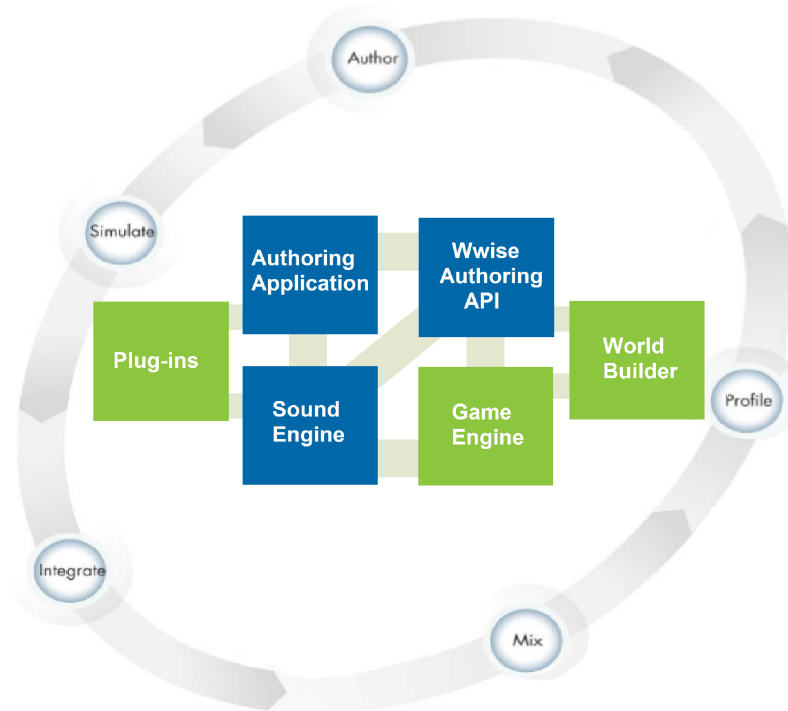 Author
Simulate
Authoring
Application
Wwise
Authoring
API
Plug-ins
World
Builder
Sound
Engine
Game
Engine
Profile
Integrate
Mix